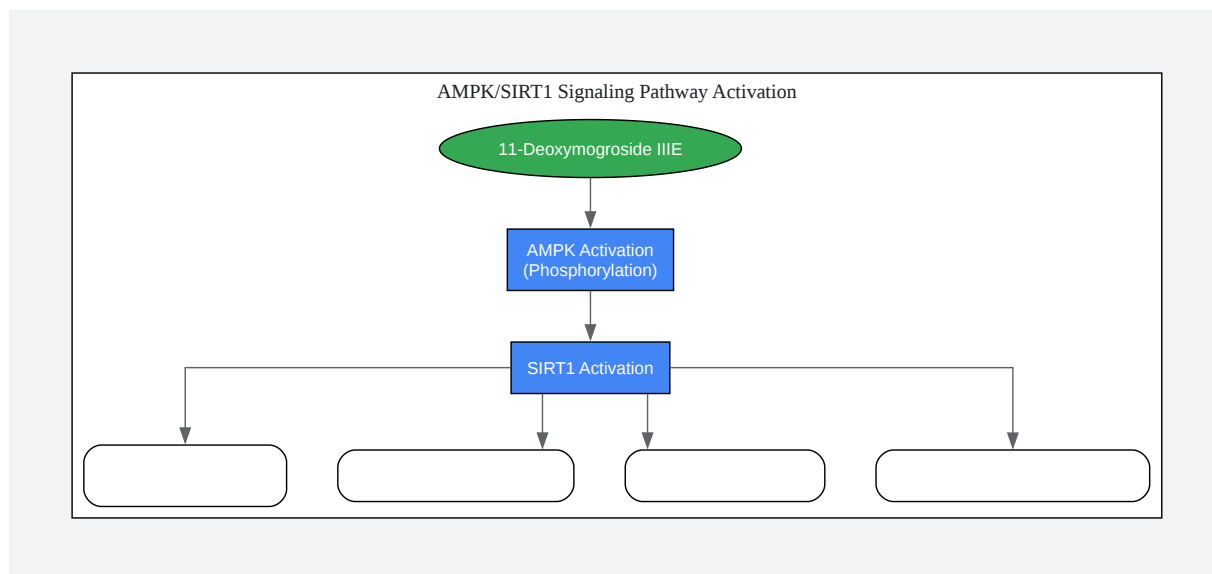 AMPK/SIRT1 Signaling Pathway Activation
11-Deoxymogroside IIIE
AMPK Activation
(Phosphorylation)
SIRT1 Activation